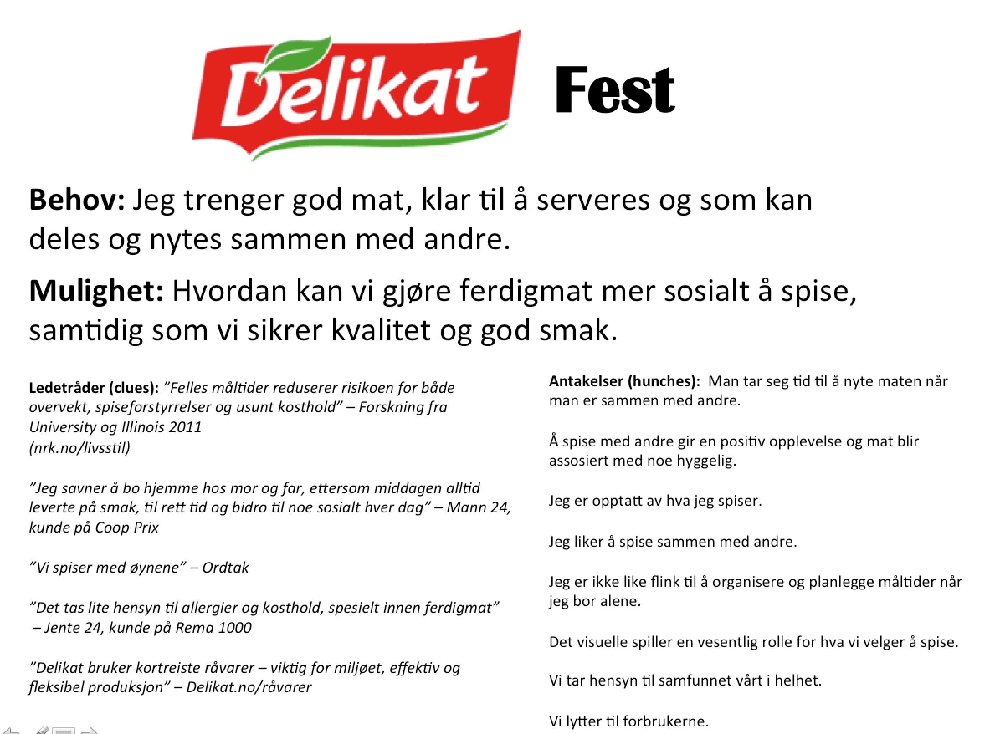 Delikat Fest
Behov: Jeg trenger god mat, klar til å serveres og som kan
deles og nytes sammen med andre.
Mulighet: Hvordan kan vi gjøre ferdigmat mer sosialt å spise,
samtidig som vi sikrer kvalitet og god smak.
Ledetråder (clues): ”Felles måltider reduserer risikoen for både
overvekt, spiseforstyrrelser og usunt kosthold” – Forskning fra
University og Illinois 2011
(nrk.no/livsstil)
”Jeg savner å bo hjemme hos mor og far, ettersom middagen alltid
leverte på smak, til rett tid og bidro til noe sosialt hver dag” – Mann 24,
kunde på Coop Prix
”Vi spiser med øynene” – Ordtak
”Det tas lite hensyn til allergier og kosthold, spesielt innen ferdigmat”
– Jente 24, kunde på Rema 1000
”Delikat bruker kortreiste råvarer – viktig for miljøet, effektiv og
fleksibel produksjon” – Delikat.no/råvarer
Antakelser (hunches): Man tar seg tid til å nyte maten når
man er sammen med andre.
Å spise med andre gir en positiv opplevelse og mat blir
assosiert med noe hyggelig.
Jeg er opptatt av hva jeg spiser.
Jeg liker å spise sammen med andre.
Jeg er ikke like flink til å organisere og planlegge måltider når
jeg bor alene.
Det visuelle spiller en vesentlig rolle for hva vi velger å spise.
Vi tar hensyn til samfunnet vårt i helhet.
Vi lytter til forbrukerne.